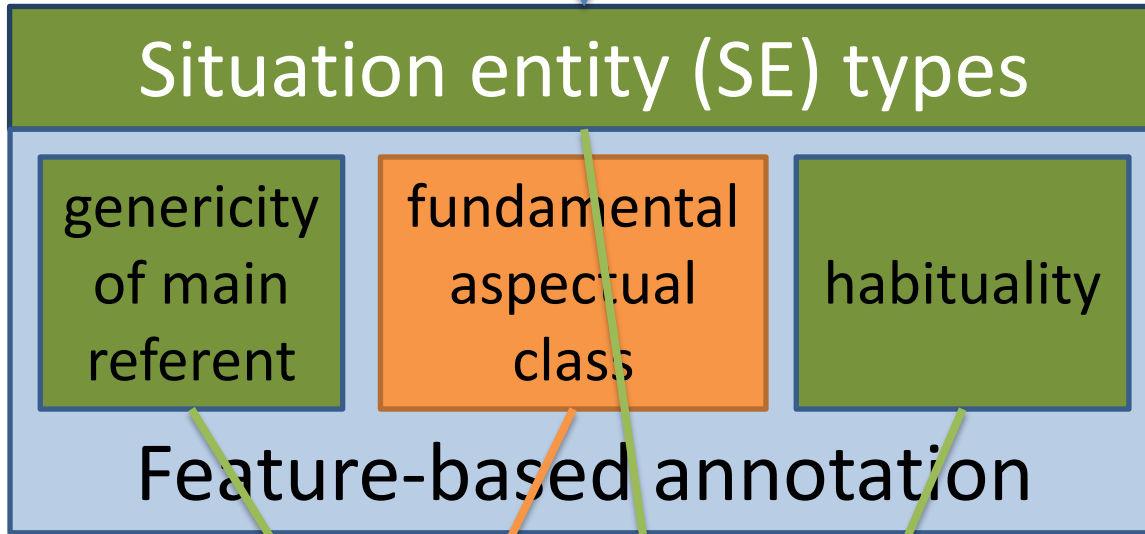 Situation entity (SE) types
genericity
of main
referent
fundamental
aspectual
class
habituality
Feature-based annotation